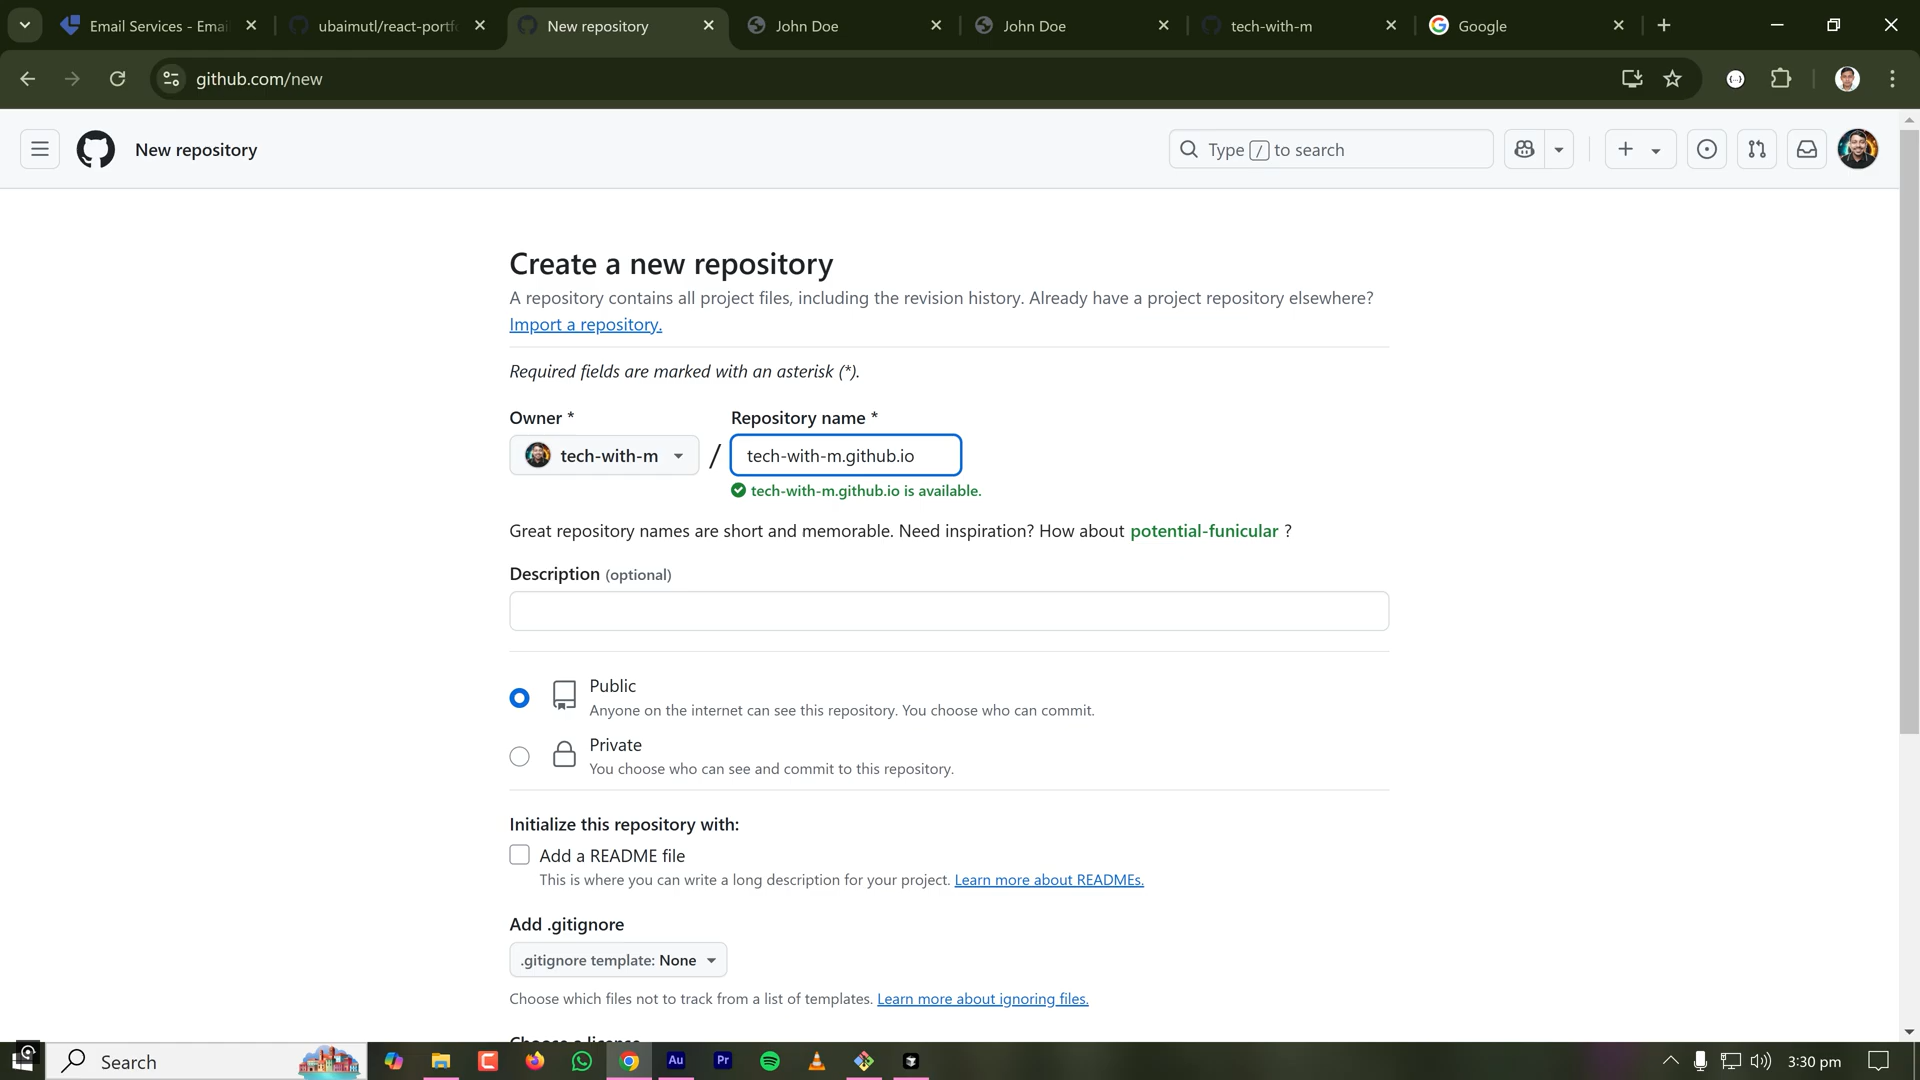 Email Services - Emai
ubaimutl/react-portfo
New repository
John Doe
John Doe
tech-with-m
Google
github.com/new
New repository
Type / to search
Create a new repository
A repository contains all project files, including the revision history. Already have a project repository elsewhere?
Import a repository.
Required fields are marked with an asterisk (*).
Owner *
Repository name *
tech-with-m
/
tech-with-m.github.io
tech-with-m.github.io is available.
Great repository names are short and memorable. Need inspiration? How about potential-funicular ?
Description (optional)
Public
Anyone on the internet can see this repository. You choose who can commit.
Private
You choose who can see and commit to this repository.
Initialize this repository with:
Add a README file
This is where you can write a long description for your project. Learn more about READMEs.
Add .gitignore
.gitignore template: None
Choose which files not to track from a list of templates. Learn more about ignoring files.
Choose a license
Search
Au
Pr
3:30 pm